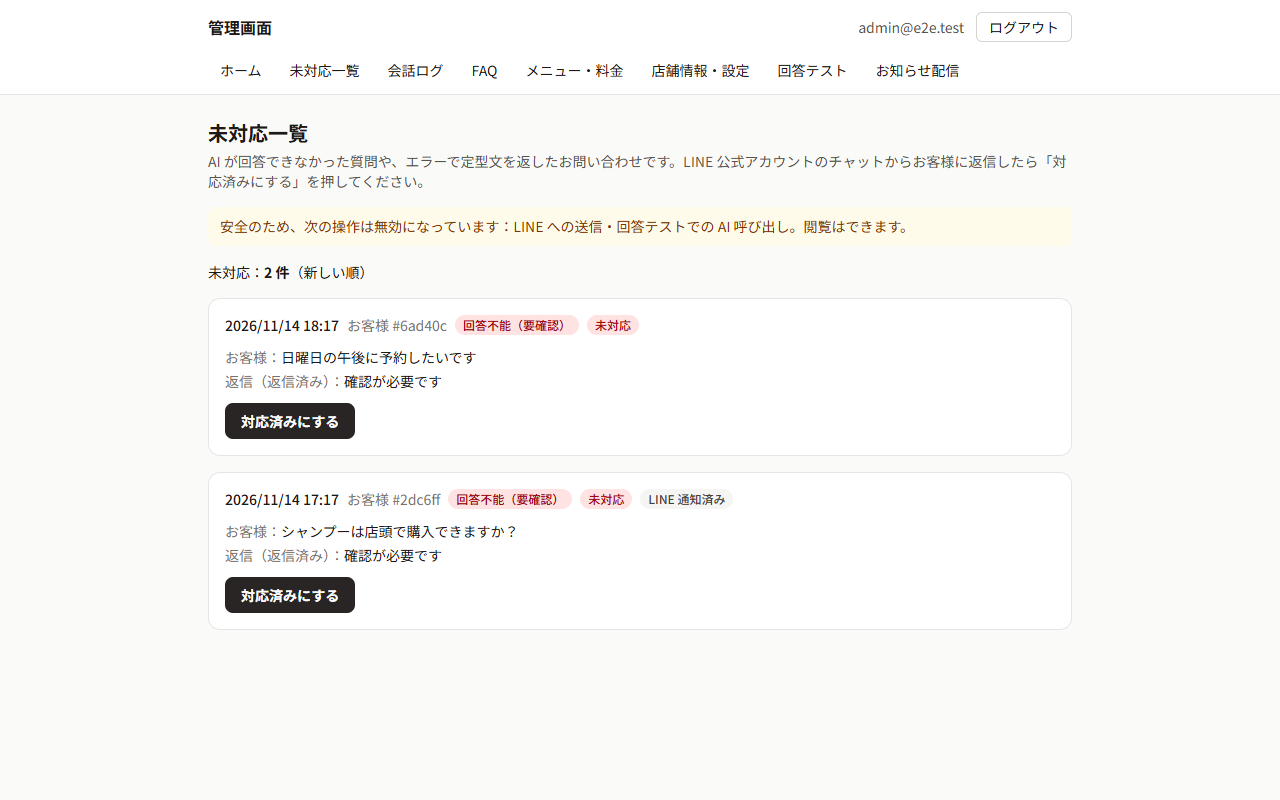 管理画面
admin@e2e.test
ログアウト
ホーム 未対応一覧 会話ログ FAQ メニュー・料金 店舗情報・設定 回答テスト お知らせ配信
未対応一覧
AI が回答できなかった質問や、エラーで定型文を返したお問い合わせです。LINE 公式アカウントのチャットからお客様に返信したら「対
応済みにする」を押してください。
安全のため、次の操作は無効になっています：LINE への送信・回答テストでの AI 呼び出し。閲覧はできます。
未対応：2 件（新しい順）
2026/11/14 18:17 お客様 #6ad40c 回答不能（要確認） 未対応
お客様：日曜日の午後に予約したいです
返信（返信済み）：確認が必要です
対応済みにする
2026/11/14 17:17 お客様 #2dc6ff 回答不能（要確認） 未対応 LINE 通知済み
お客様：シャンプーは店頭で購入できますか？
返信（返信済み）：確認が必要です
対応済みにする